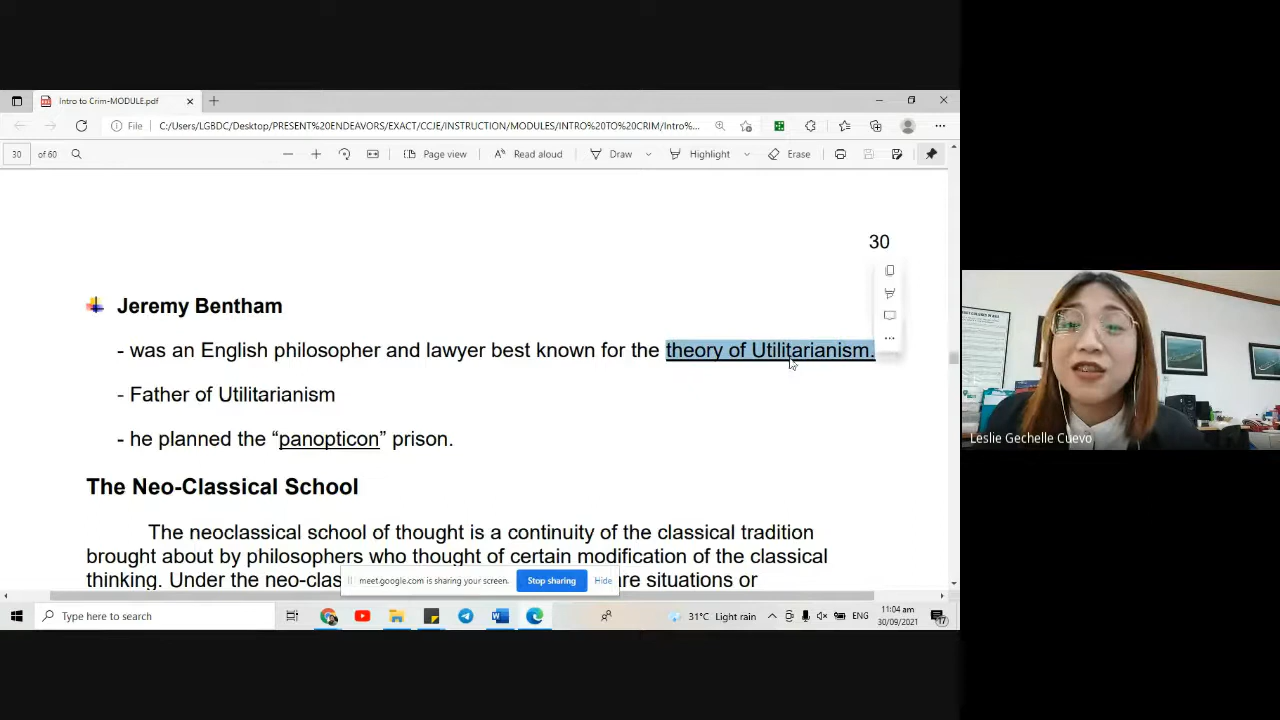 Intro to Crim-MODULE.pdf
File C:/Users/LGBDC/Desktop/PRESENT%20ENDEAVORS/EXACT/CCJE/INSTRUCTION/MODULES/INTRO%20TO%20CRIM/Intro%...
30 of 60 Page view Read aloud Draw Highlight Erase
30
Jeremy Bentham
- was an English philosopher and lawyer best known for the theory of Utilitarianism.
- Father of Utilitarianism
- he planned the “panopticon” prison.
The Neo-Classical School
The neoclassical school of thought is a continuity of the classical tradition
brought about by philosophers who thought of certain modification of the classical
thinking. Under the neo-clas are situations or
meet.google.com is sharing your screen. Stop sharing Hide
Type here to search 31°C Light rain ENG 11:04 am
30/09/2021
Leslie Gechelle Cuevo